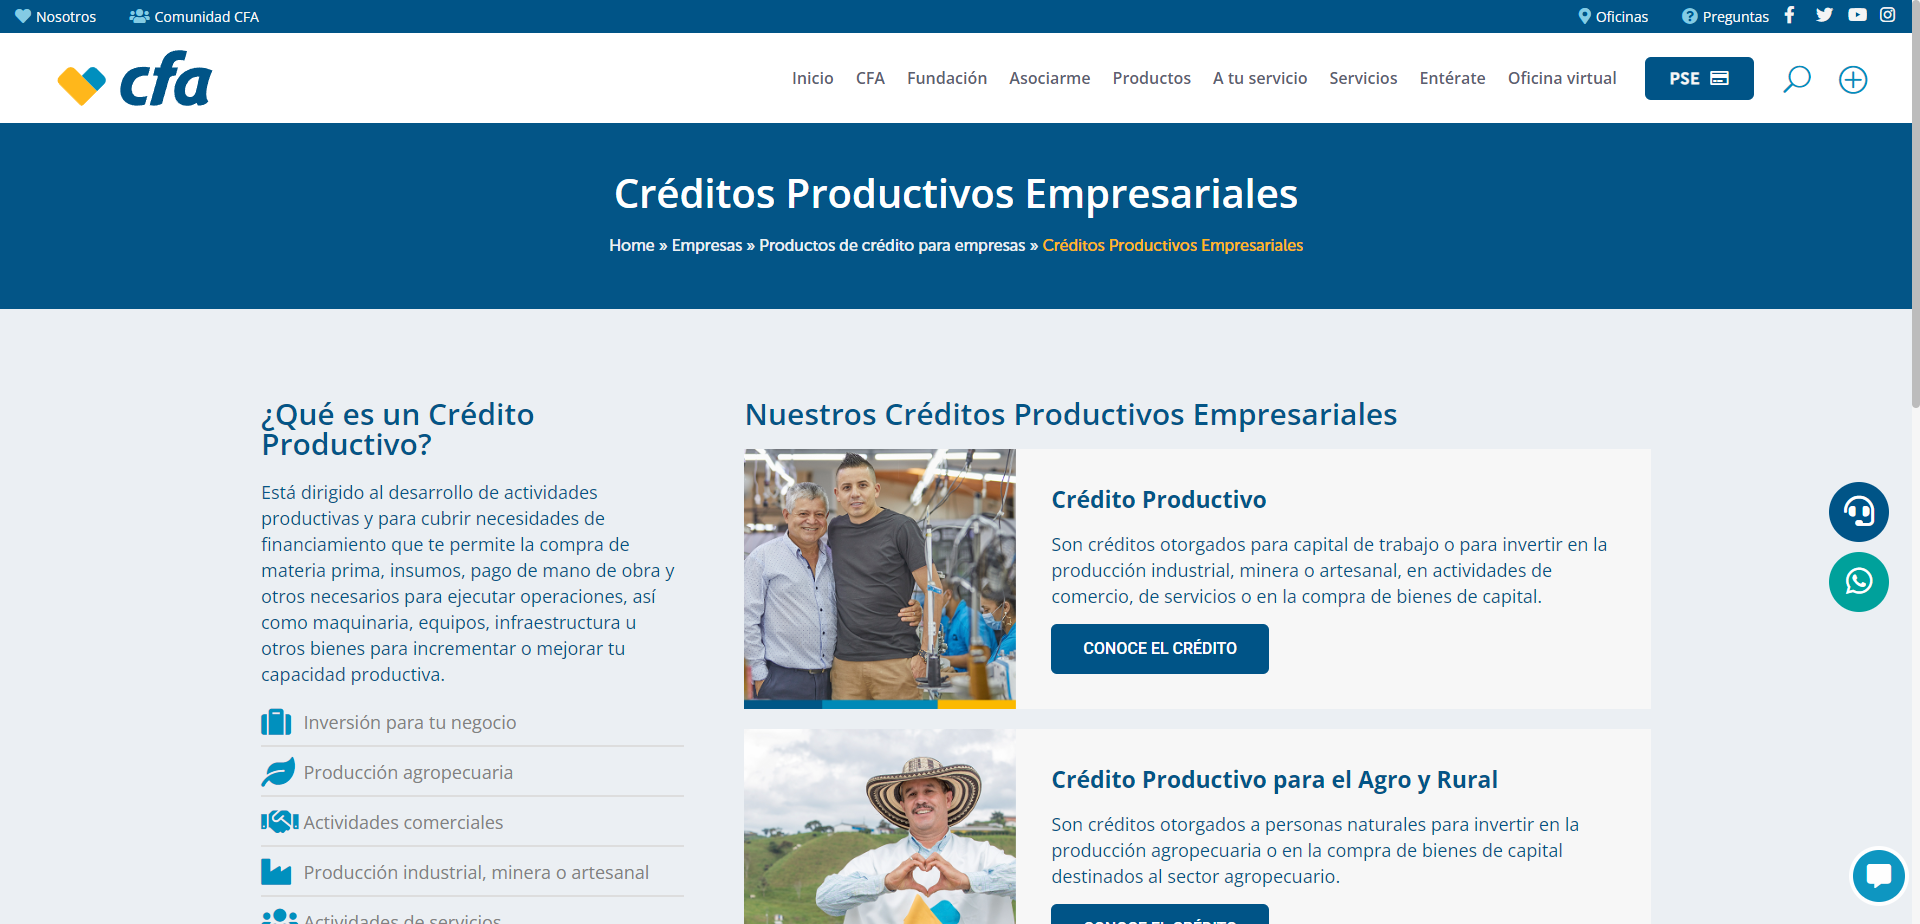 Nosotros
Comunidad CFA
Oficinas
Preguntas
cfa
Inicio
CFA
Fundación
Asociarme
Productos
A tu servicio
Servicios
Entérate
Oficina virtual
PSE
Créditos Productivos Empresariales
Home » Empresas » Productos de crédito para empresas » Créditos Productivos Empresariales
¿Qué es un Crédito
Productivo?
Está dirigido al desarrollo de actividades
productivas y para cubrir necesidades de
financiamiento que te permite la compra de
materia prima, insumos, pago de mano de obra y
otros necesarios para ejecutar operaciones, así
como maquinaria, equipos, infraestructura u
otros bienes para incrementar o mejorar tu
capacidad productiva.
Inversión para tu negocio
Producción agropecuaria
Actividades comerciales
Producción industrial, minera o artesanal
Actividades de servicios
Nuestros Créditos Productivos Empresariales
Crédito Productivo
Son créditos otorgados para capital de trabajo o para invertir en la
producción industrial, minera o artesanal, en actividades de
comercio, de servicios o en la compra de bienes de capital.
CONOCE EL CRÉDITO
Crédito Productivo para el Agro y Rural
Son créditos otorgados a personas naturales para invertir en la
producción agropecuaria o en la compra de bienes de capital
destinados al sector agropecuario.
CONOCE EL CRÉDITO